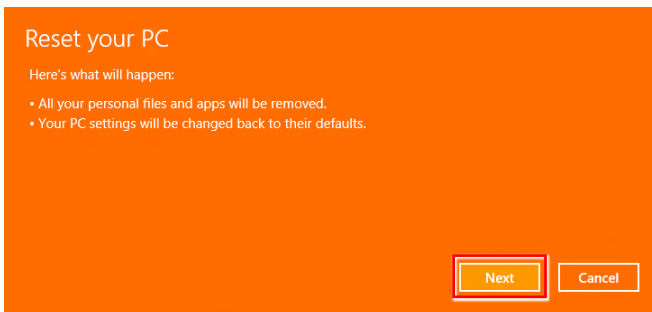 Reset your PC
Here's what will happen:
• All your personal files and apps will be removed.
• Your PC settings will be changed back to their defaults.
Next Cancel